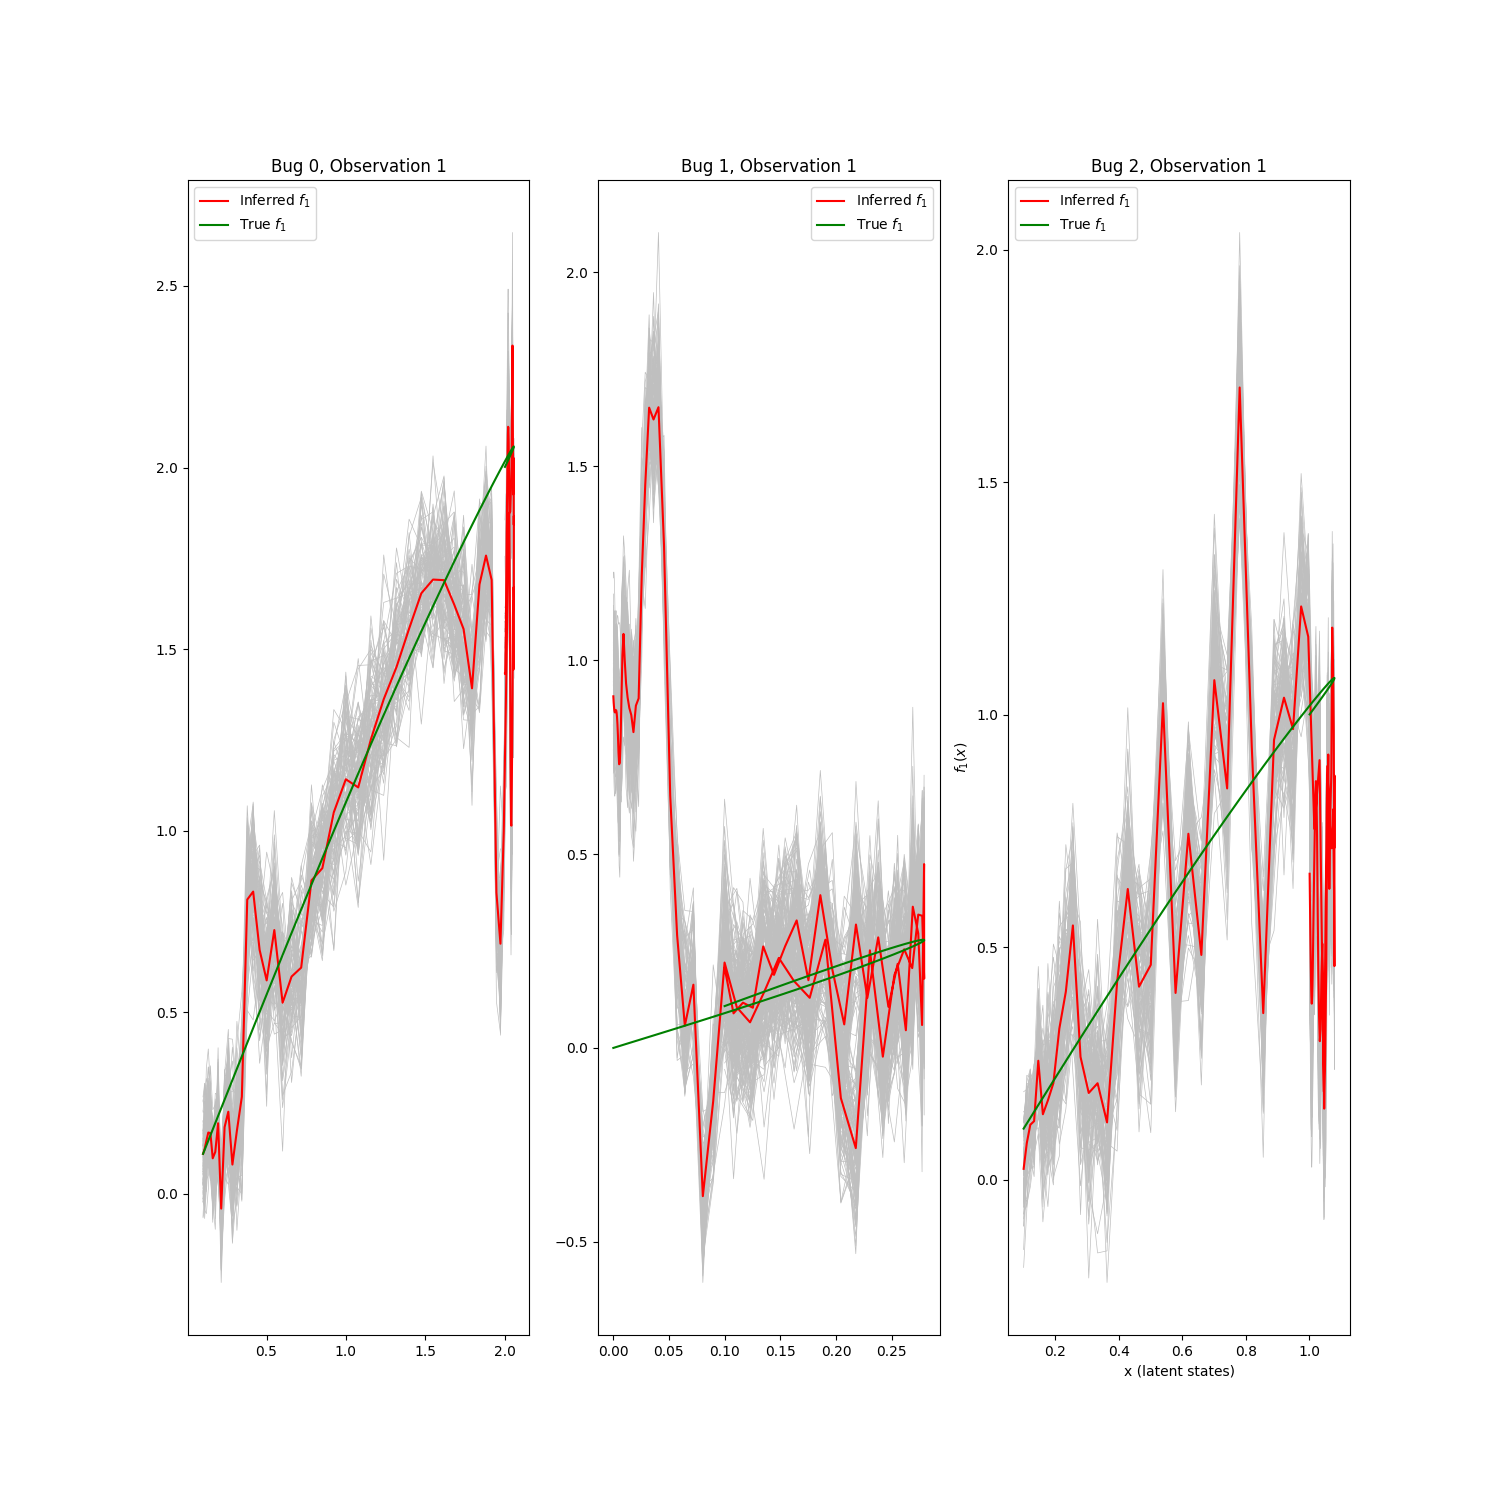 Bug 0, Observation 1
Inferred f₁
True f₁
2.5
2.0
1.5
1.0
0.5
0.0
0.5 1.0 1.5 2.0
Bug 1, Observation 1
Inferred f₁
True f₁
2.0
1.5
1.0
0.5
0.0
−0.5
0.00 0.05 0.10 0.15 0.20 0.25
Bug 2, Observation 1
Inferred f₁
True f₁
f₁(x)
2.0
1.5
1.0
0.5
0.0
0.2 0.4 0.6 0.8 1.0
x (latent states)